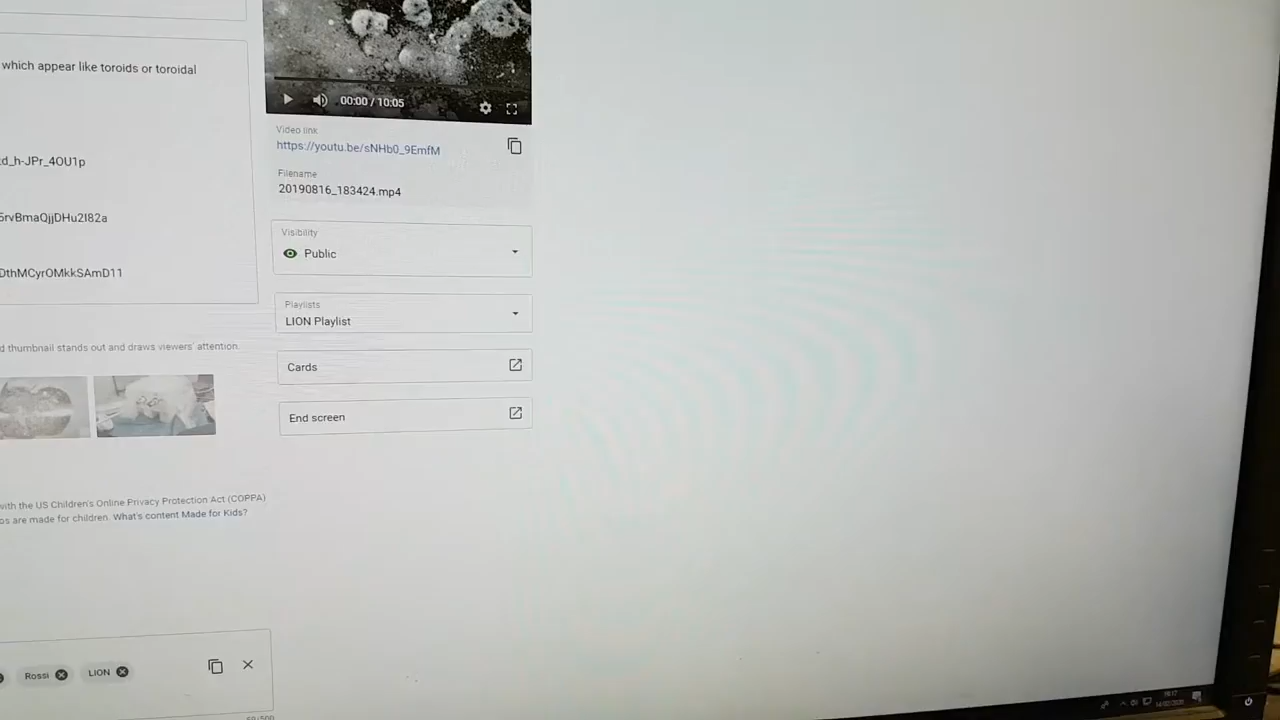 which appear like toroids or toroidal
d_h-JPr_4OU1p
rvBmaQjjDHu2I82a
DthMCyrOMkkSAmD11
d thumbnail stands out and draws viewers' attention.
with the US Children's Online Privacy Protection Act (COPPA)
os are made for children. What's content Made for Kids?
Rossi
LION
00:00 / 10:05
Video link
https://youtu.be/sNHb0_9EmfM
Filename
20190816_183424.mp4
Visibility
Public
Playlists
LION Playlist
Cards
End screen